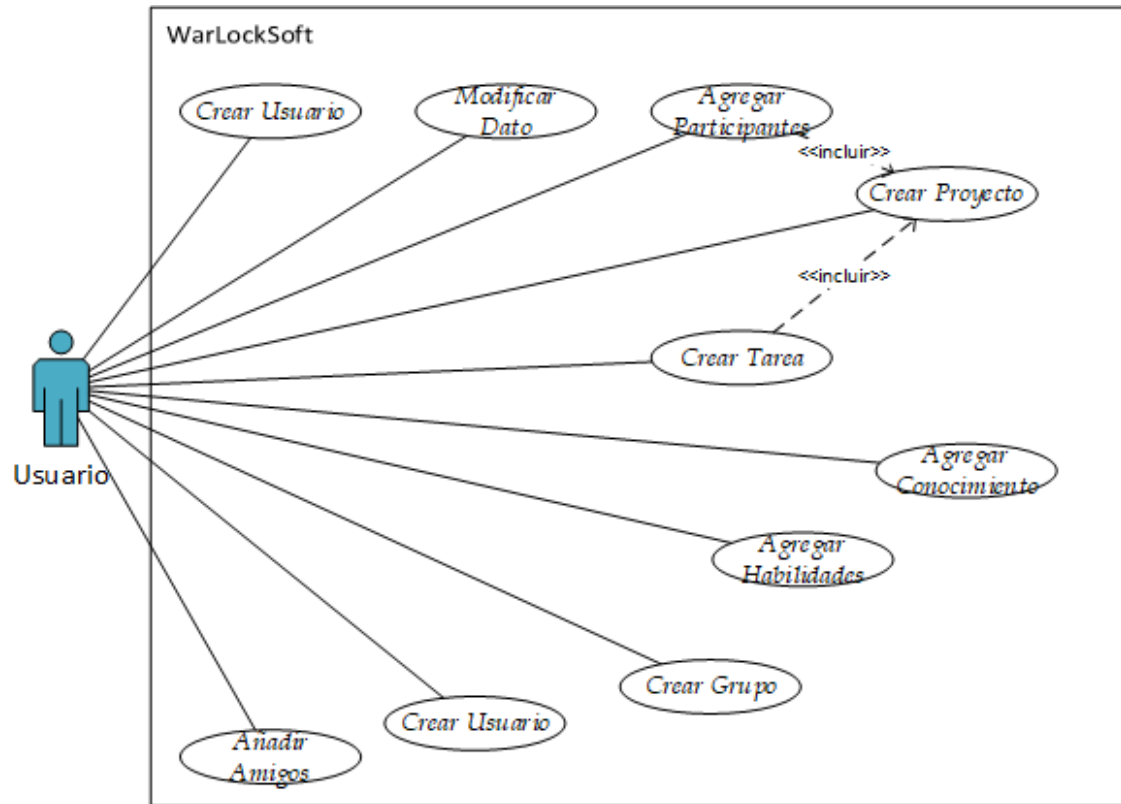 WarLockSoft
Crear Usuario
Modificar
Dato
Agregar
Participantes
<<incluir>>
Crear Proyecto
<<incluir>>
Crear Tarea
Usuario
Agregar
Conocimiento
Agregar
Habilidades
Crear Grupo
Crear Usuario
Añadir
Amigos